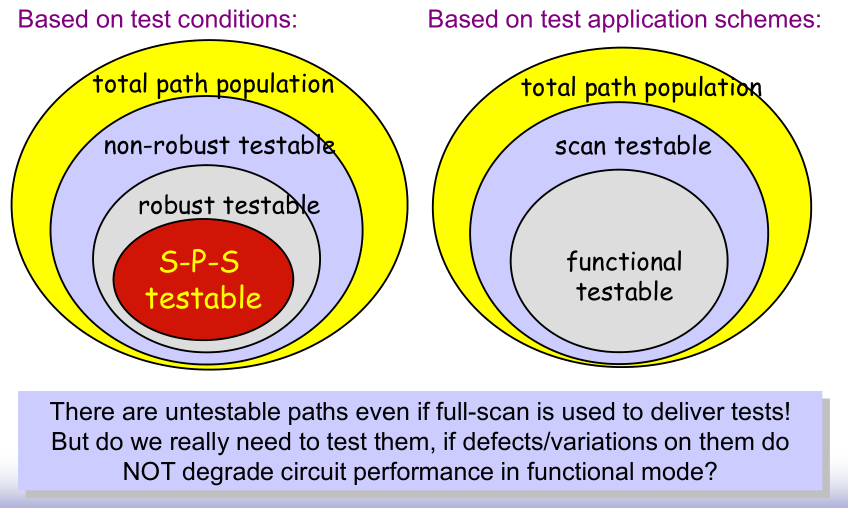 Based on test conditions:
total path population
non-robust testable
robust testable
S-P-S
testable
Based on test application schemes:
total path population
scan testable
functional
testable
There are untestable paths even if full-scan is used to deliver tests!
But do we really need to test them, if defects/variations on them do
NOT degrade circuit performance in functional mode?